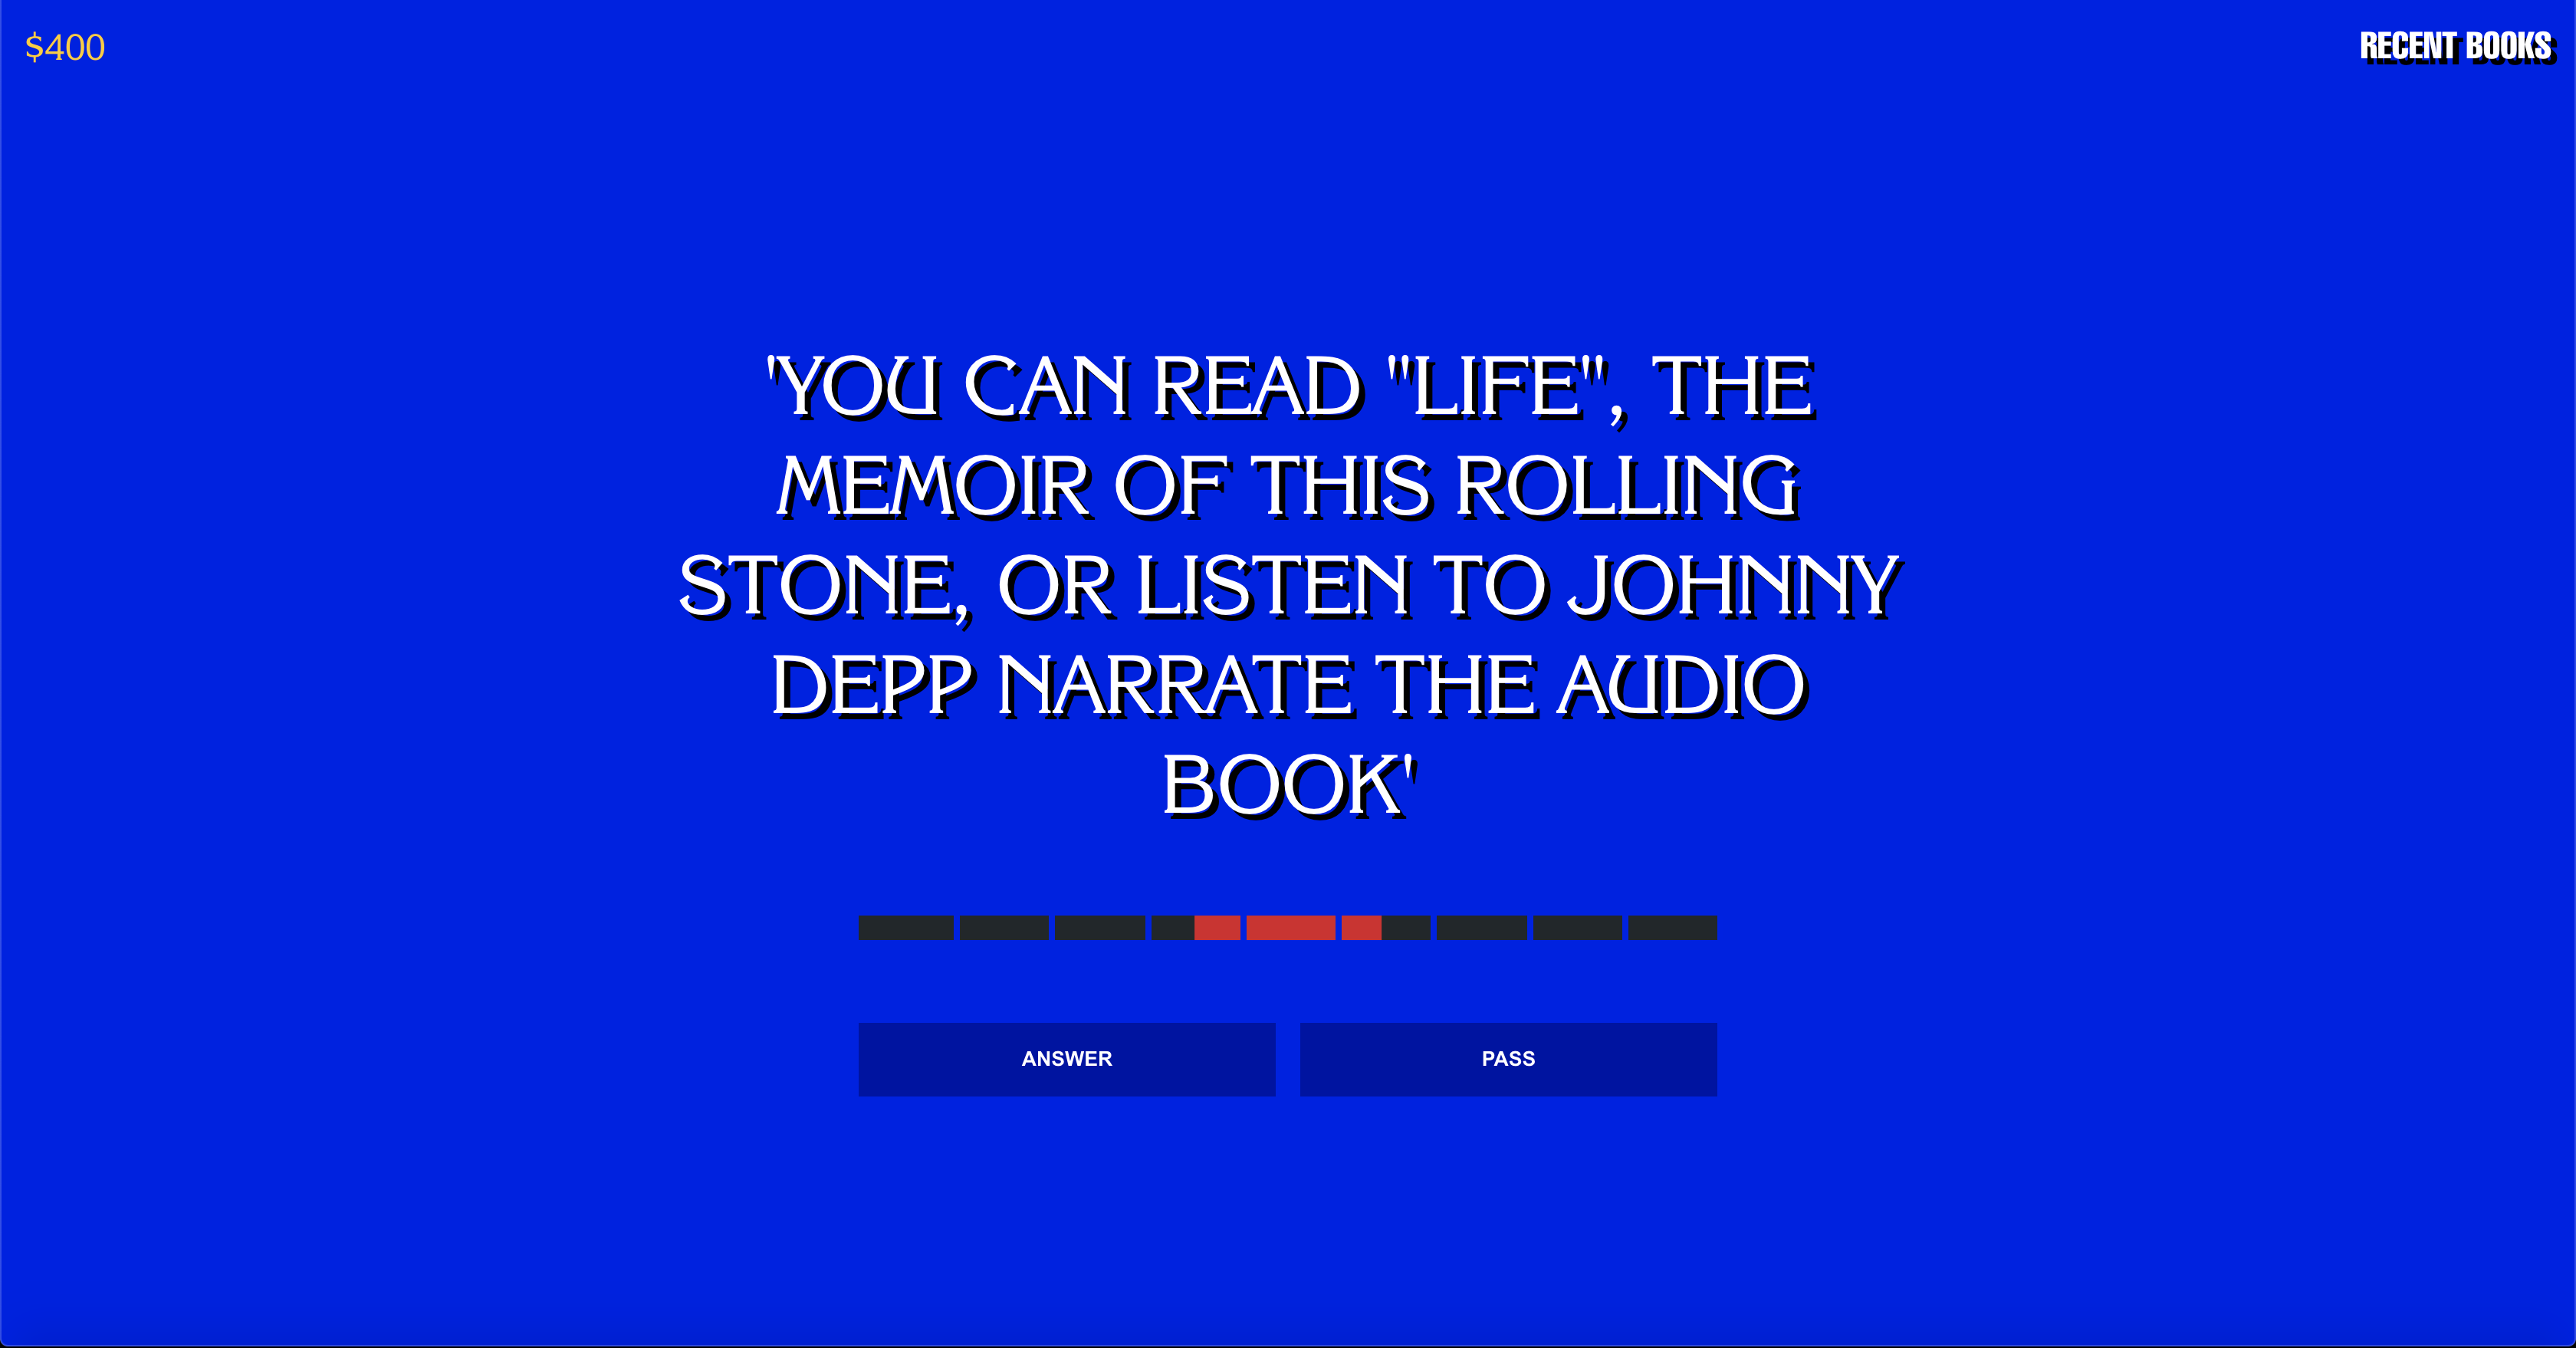 $400
RECENT BOOKS
'YOU CAN READ "LIFE", THE
MEMOIR OF THIS ROLLING
STONE, OR LISTEN TO JOHNNY
DEPP NARRATE THE AUDIO
BOOK'
ANSWER
PASS